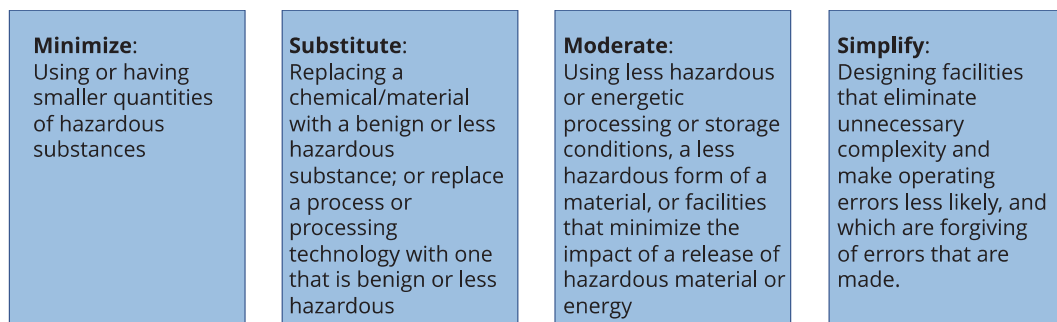 Minimize:
Using or having
smaller quantities
of hazardous
substances
Substitute:
Replacing a
chemical/material
with a benign or less
hazardous
substance; or replace
a process or
processing
technology with one
that is benign or less
hazardous
Moderate:
Using less hazardous
or energetic
processing or storage
conditions, a less
hazardous form of a
material, or facilities
that minimize the
impact of a release of
hazardous material or
energy
Simplify:
Designing facilities
that eliminate
unnecessary
complexity and
make operating
errors less likely, and
which are forgiving
of errors that are
made.